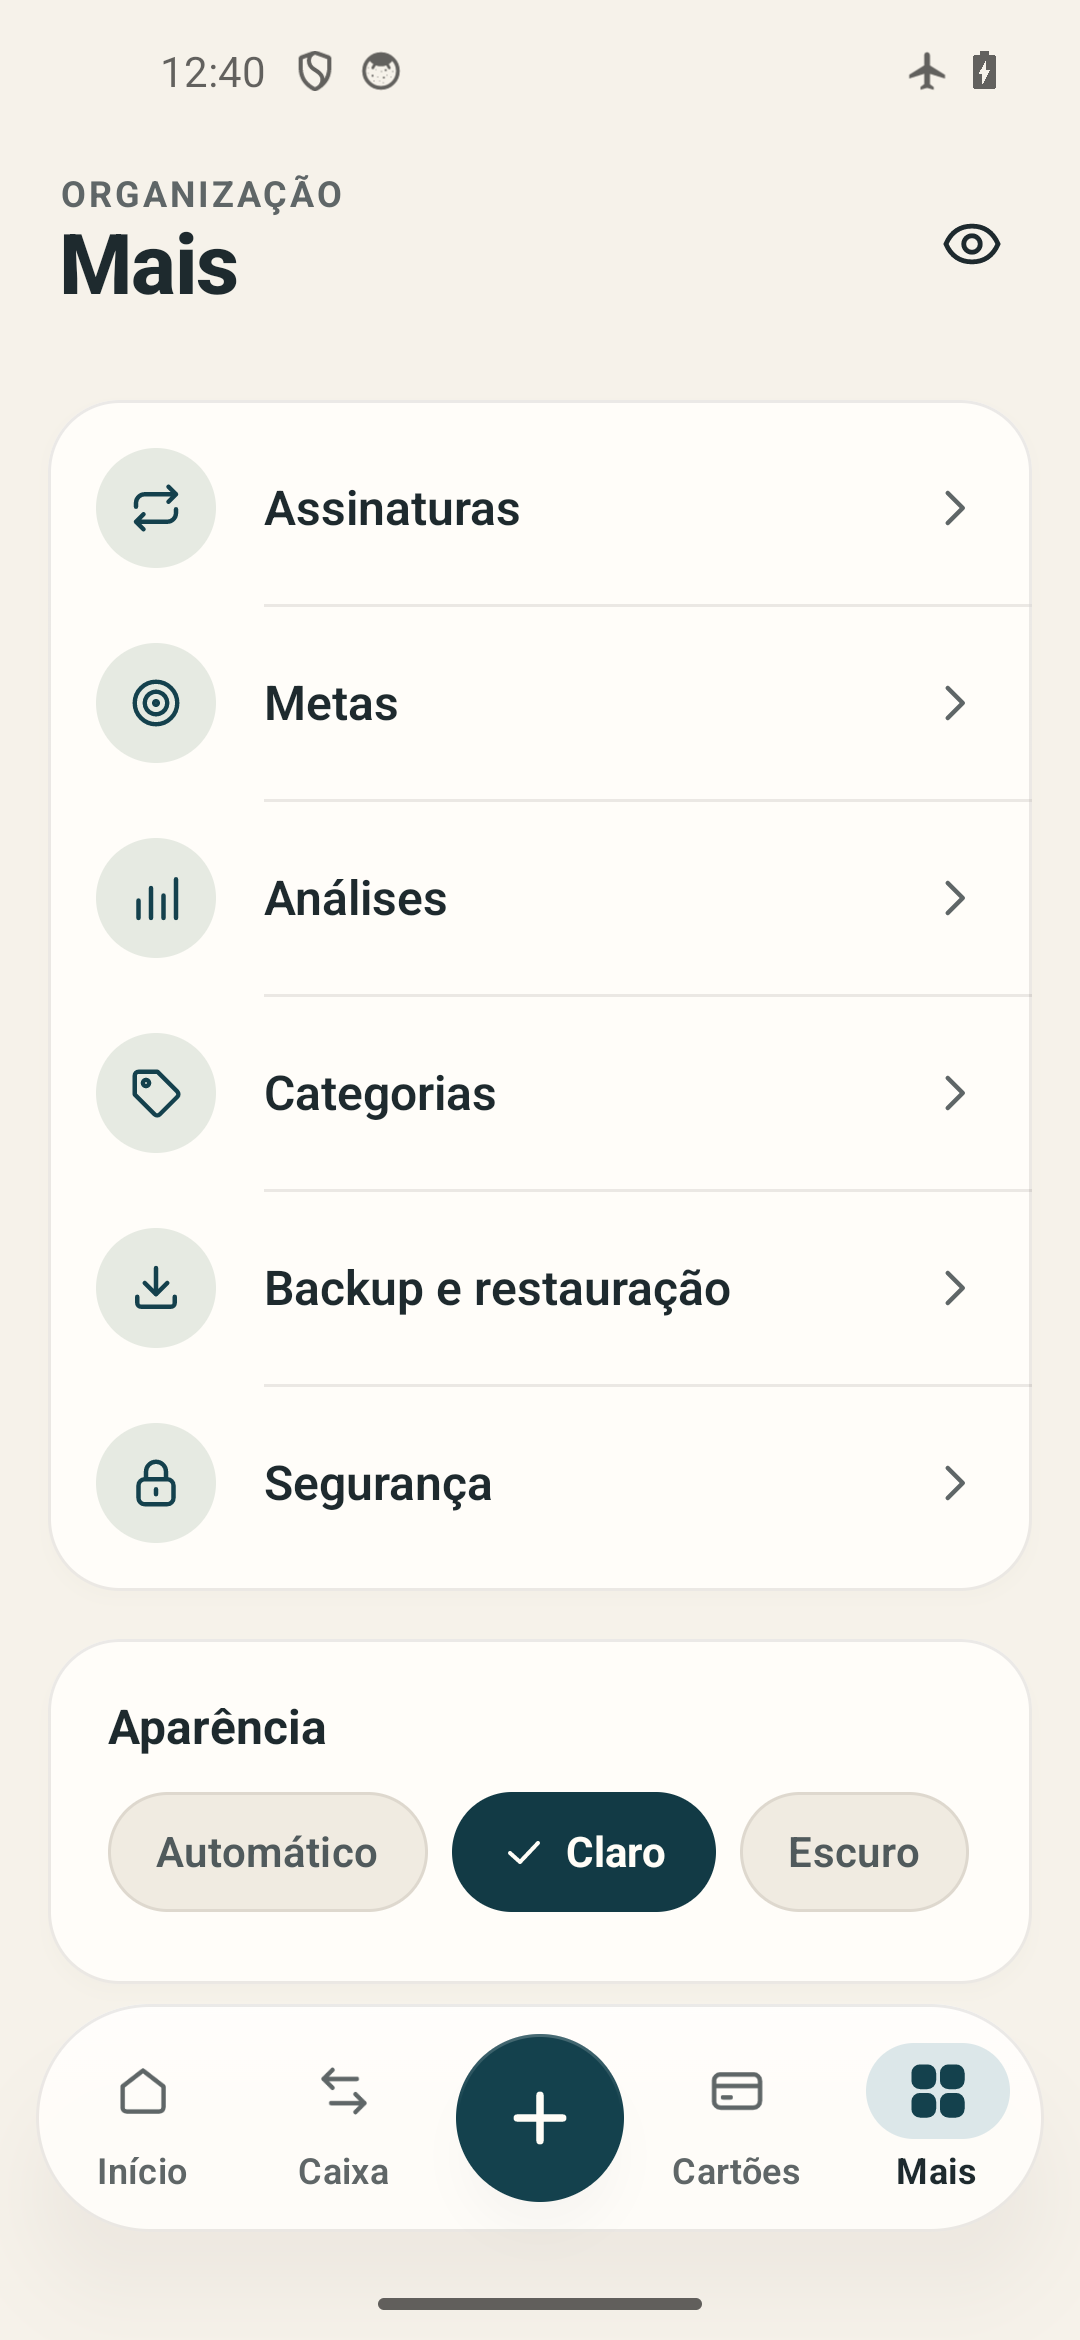 12:40
ORGANIZAÇÃO
Mais
Assinaturas
Metas
Análises
Categorias
Backup e restauração
Segurança
Aparência
Automático
Claro
Escuro
Início
Caixa
Cartões
Mais